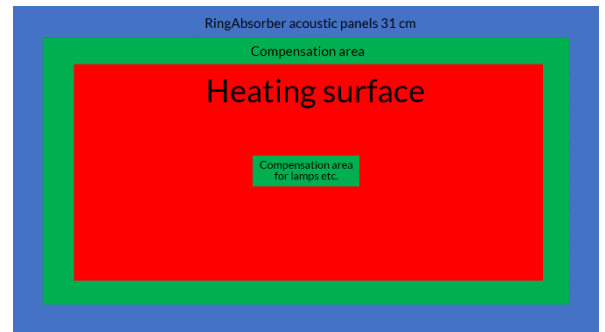 RingAbsorber acoustic panels 31 cm
Compensation area
Heating surface
Compensation area
for lamps etc.